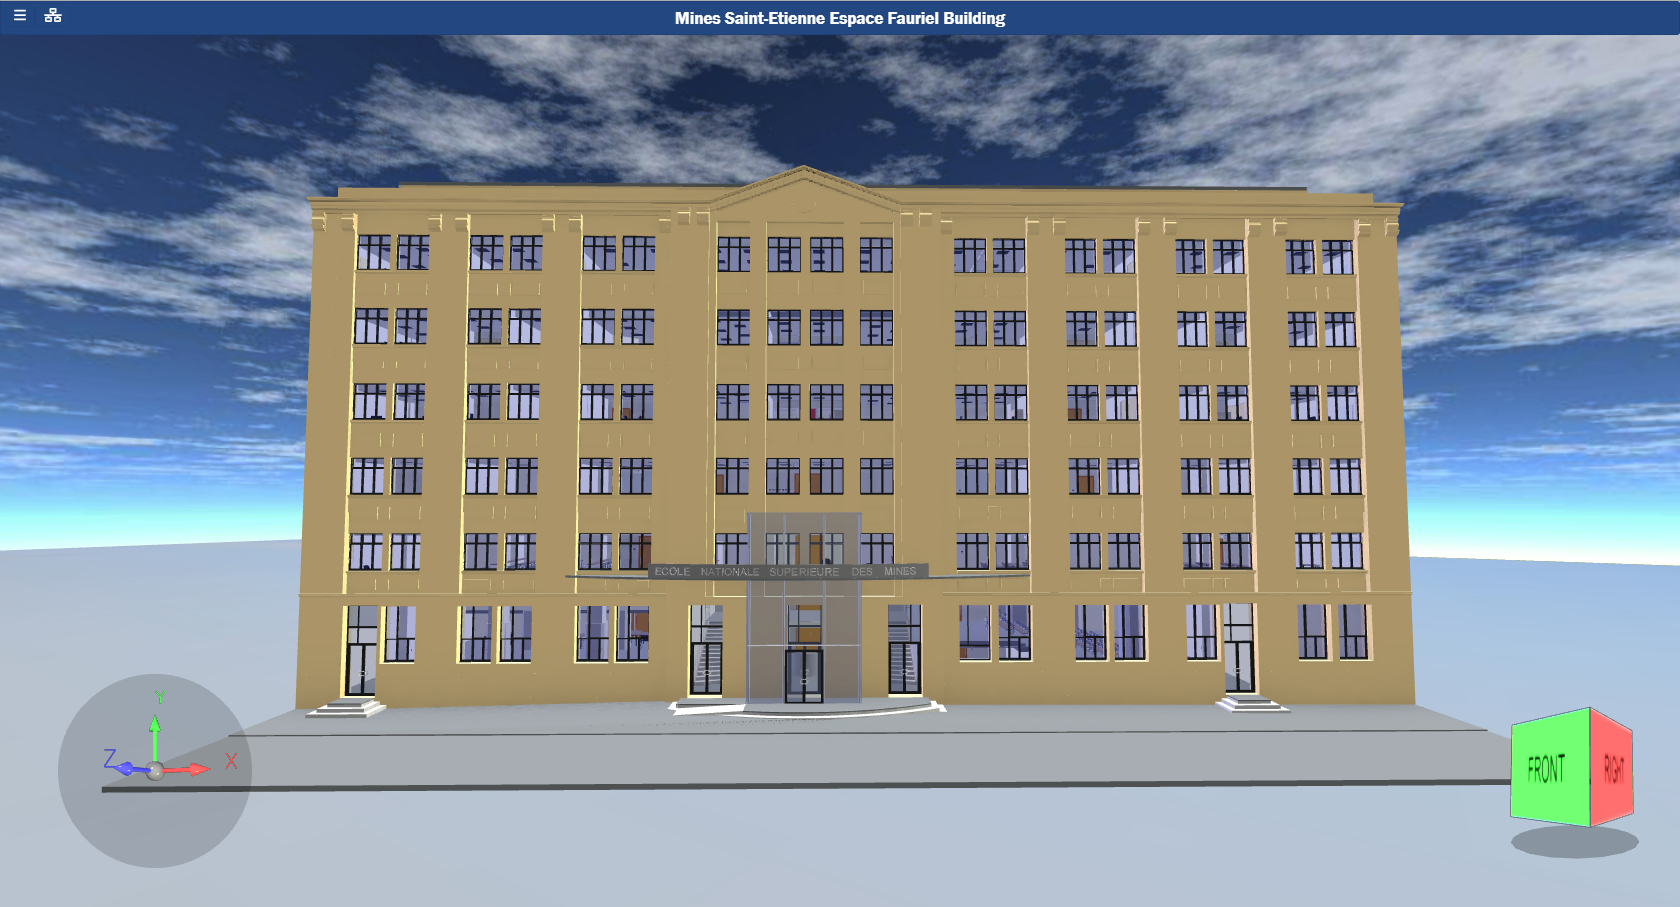 Mines Saint-Etienne Espace Fauriel Building
ECOLE NATIONALE SUPERIEURE DES MINES
Y
Z
X
FRONT
RIGHT